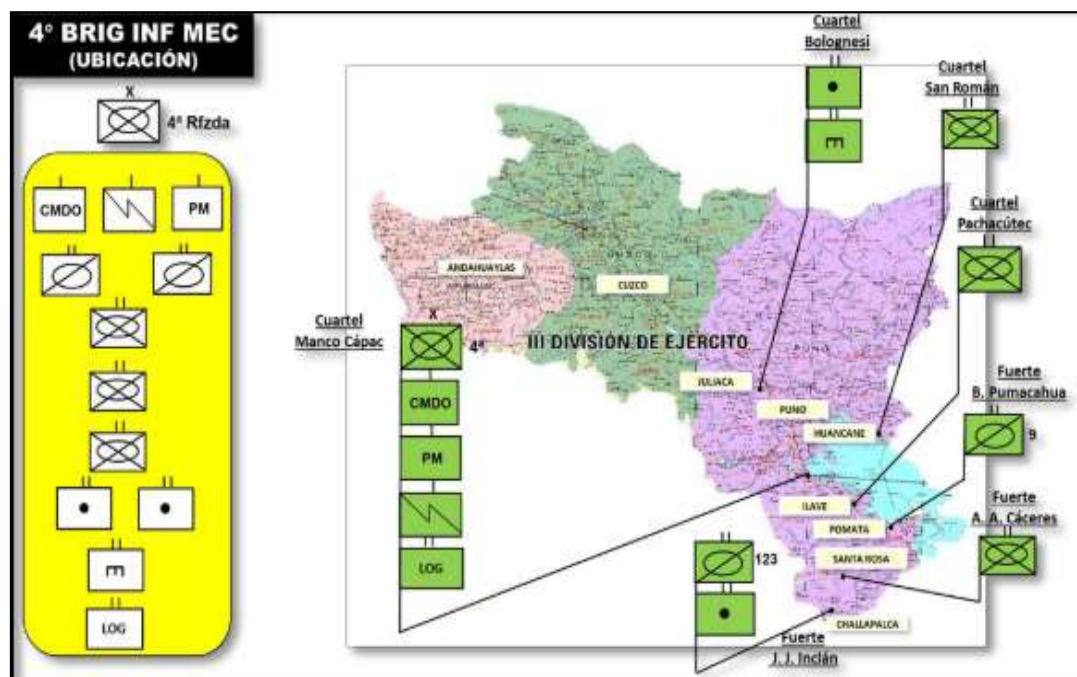 4° BRIG INF MEC
(UBICACIÓN)
X
4ª Rfzda
CMDO
PM
LOG
Cuartel
Bolognesi
Cuartel
San Román
Cuartel
Pachacútec
Fuerte
B. Pumacahua
9
Fuerte
A. A. Cáceres
ANDAHUAYLAS
CUZCO
Cuartel
Manco Cápac
X
4ª
III DIVISIÓN DE EJÉRCITO
CMDO
PM
LOG
PUNO
JULIACA
PUNO
HUANCANE
ILAVE
POMATA
SANTA ROSA
CHALLAPALCA
123
Fuerte
J. J. Inclán